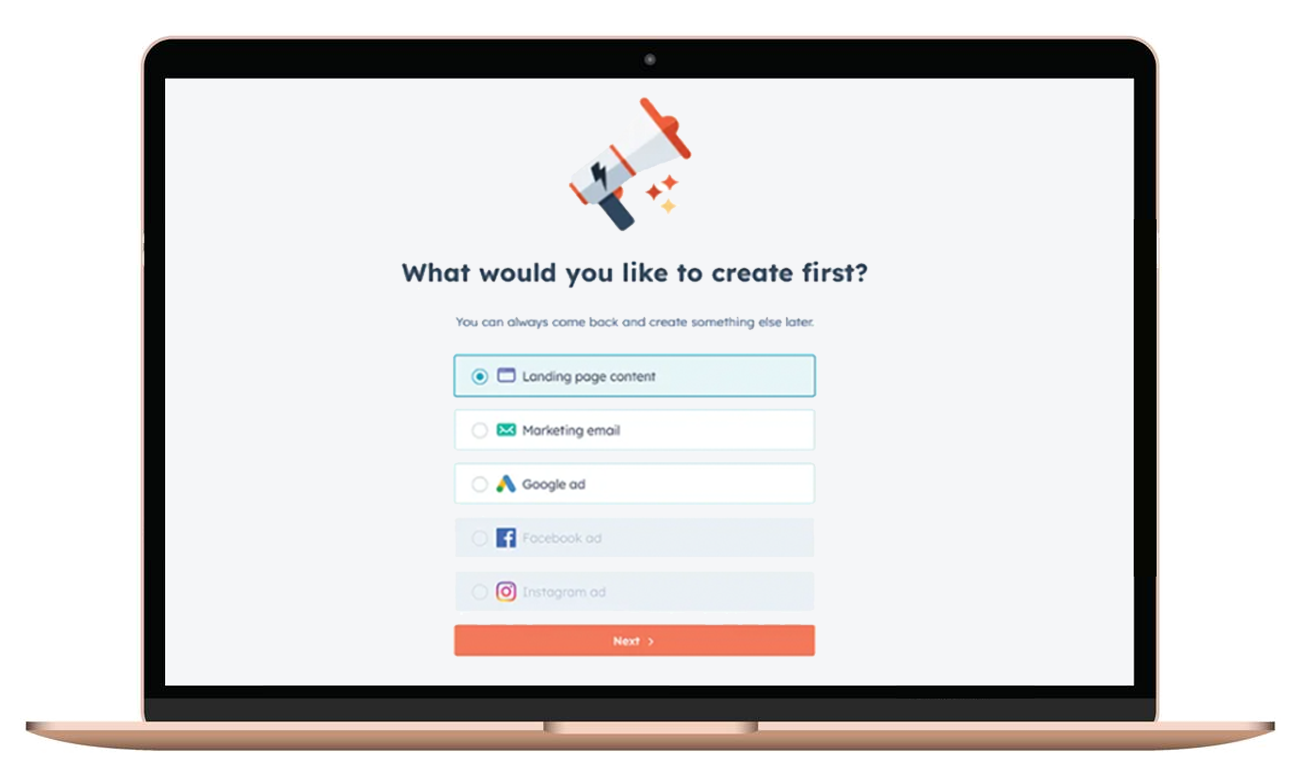 What would you like to create first?
You can always come back and create something else later.
Landing page content
Marketing email
Google ad
Facebook ad
Instagram ad
Next